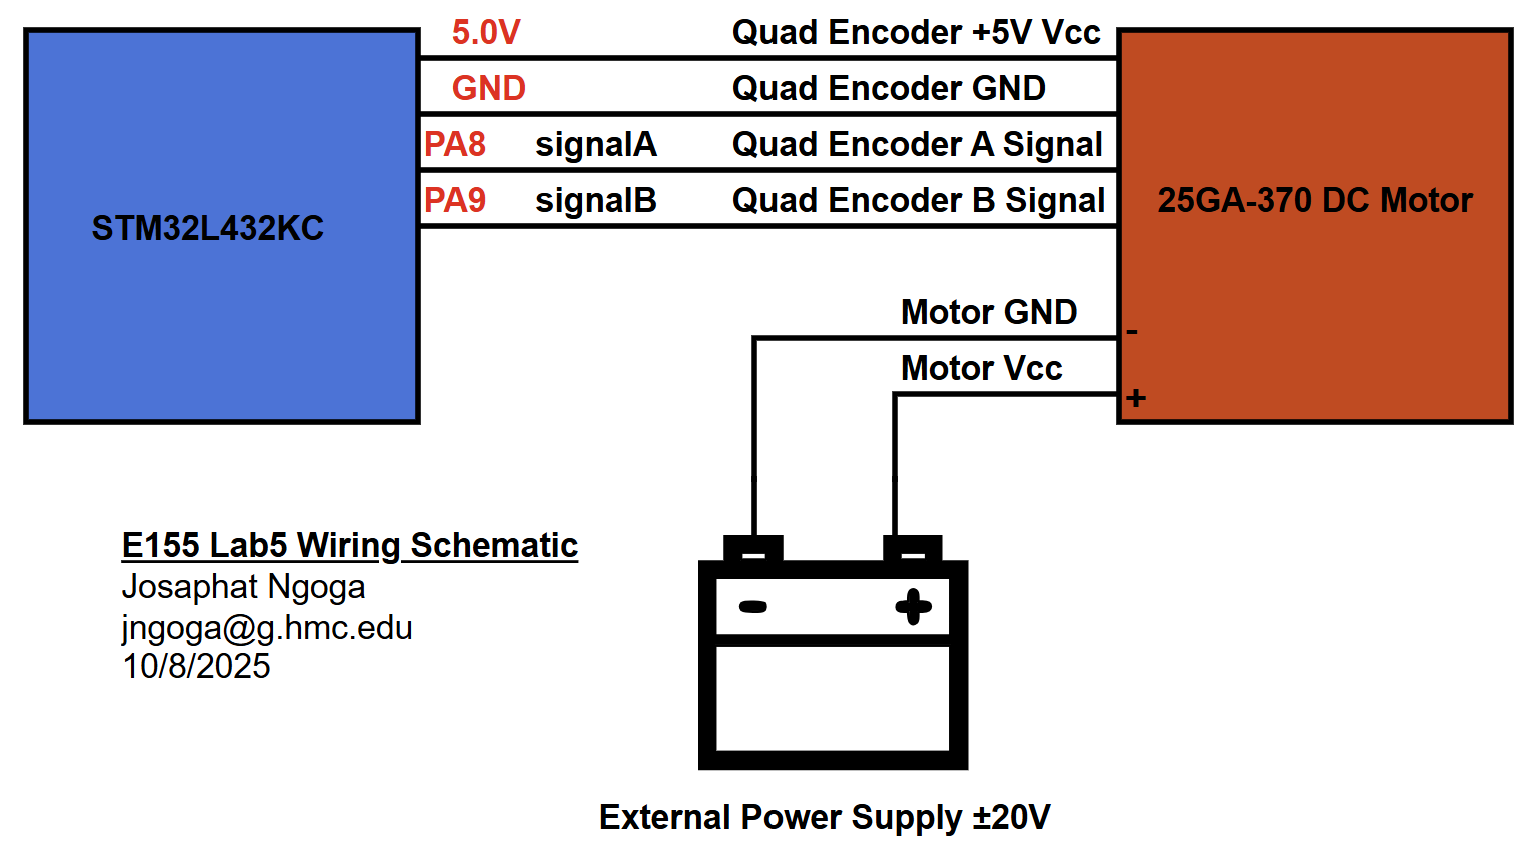 5.0V Quad Encoder +5V Vcc
GND Quad Encoder GND
PA8 signalA Quad Encoder A Signal
PA9 signalB Quad Encoder B Signal
STM32L432KC
25GA-370 DC Motor
Motor GND
-
Motor Vcc
+
E155 Lab5 Wiring Schematic
Josaphat Ngoga
jngoga@g.hmc.edu
10/8/2025
- +
External Power Supply ±20V